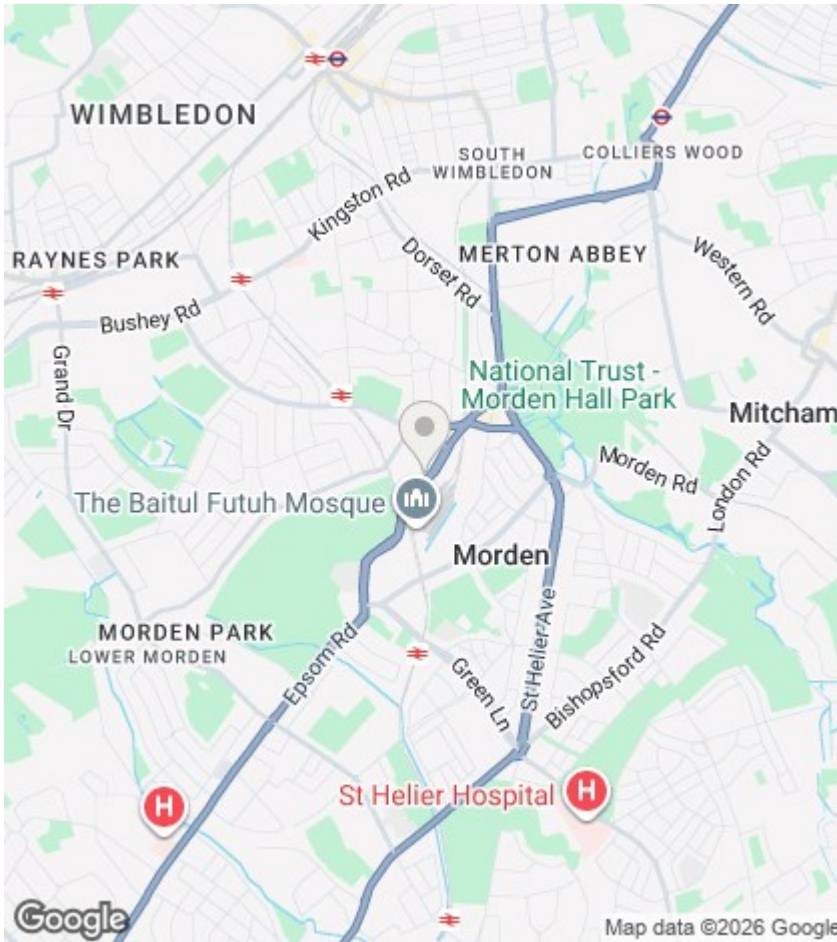 WIMBLEDON
SOUTH
WIMBLEDON
COLLIERS WOOD
Kingston Rd
RAYNES PARK
Dorset Rd
MERTON ABBEY
Western Rd
Bushey Rd
Grand Dr
National Trust -
Morden Hall Park
Mitcham
Morden Rd
London Rd
The Baitul Futuh Mosque
Morden
MORDEN PARK
LOWER MORDEN
Epsom Rd
Green Ln
St Helier Ave
Bishopsford Rd
H
St Helier Hospital
H
Google
Map data ©2026 Google